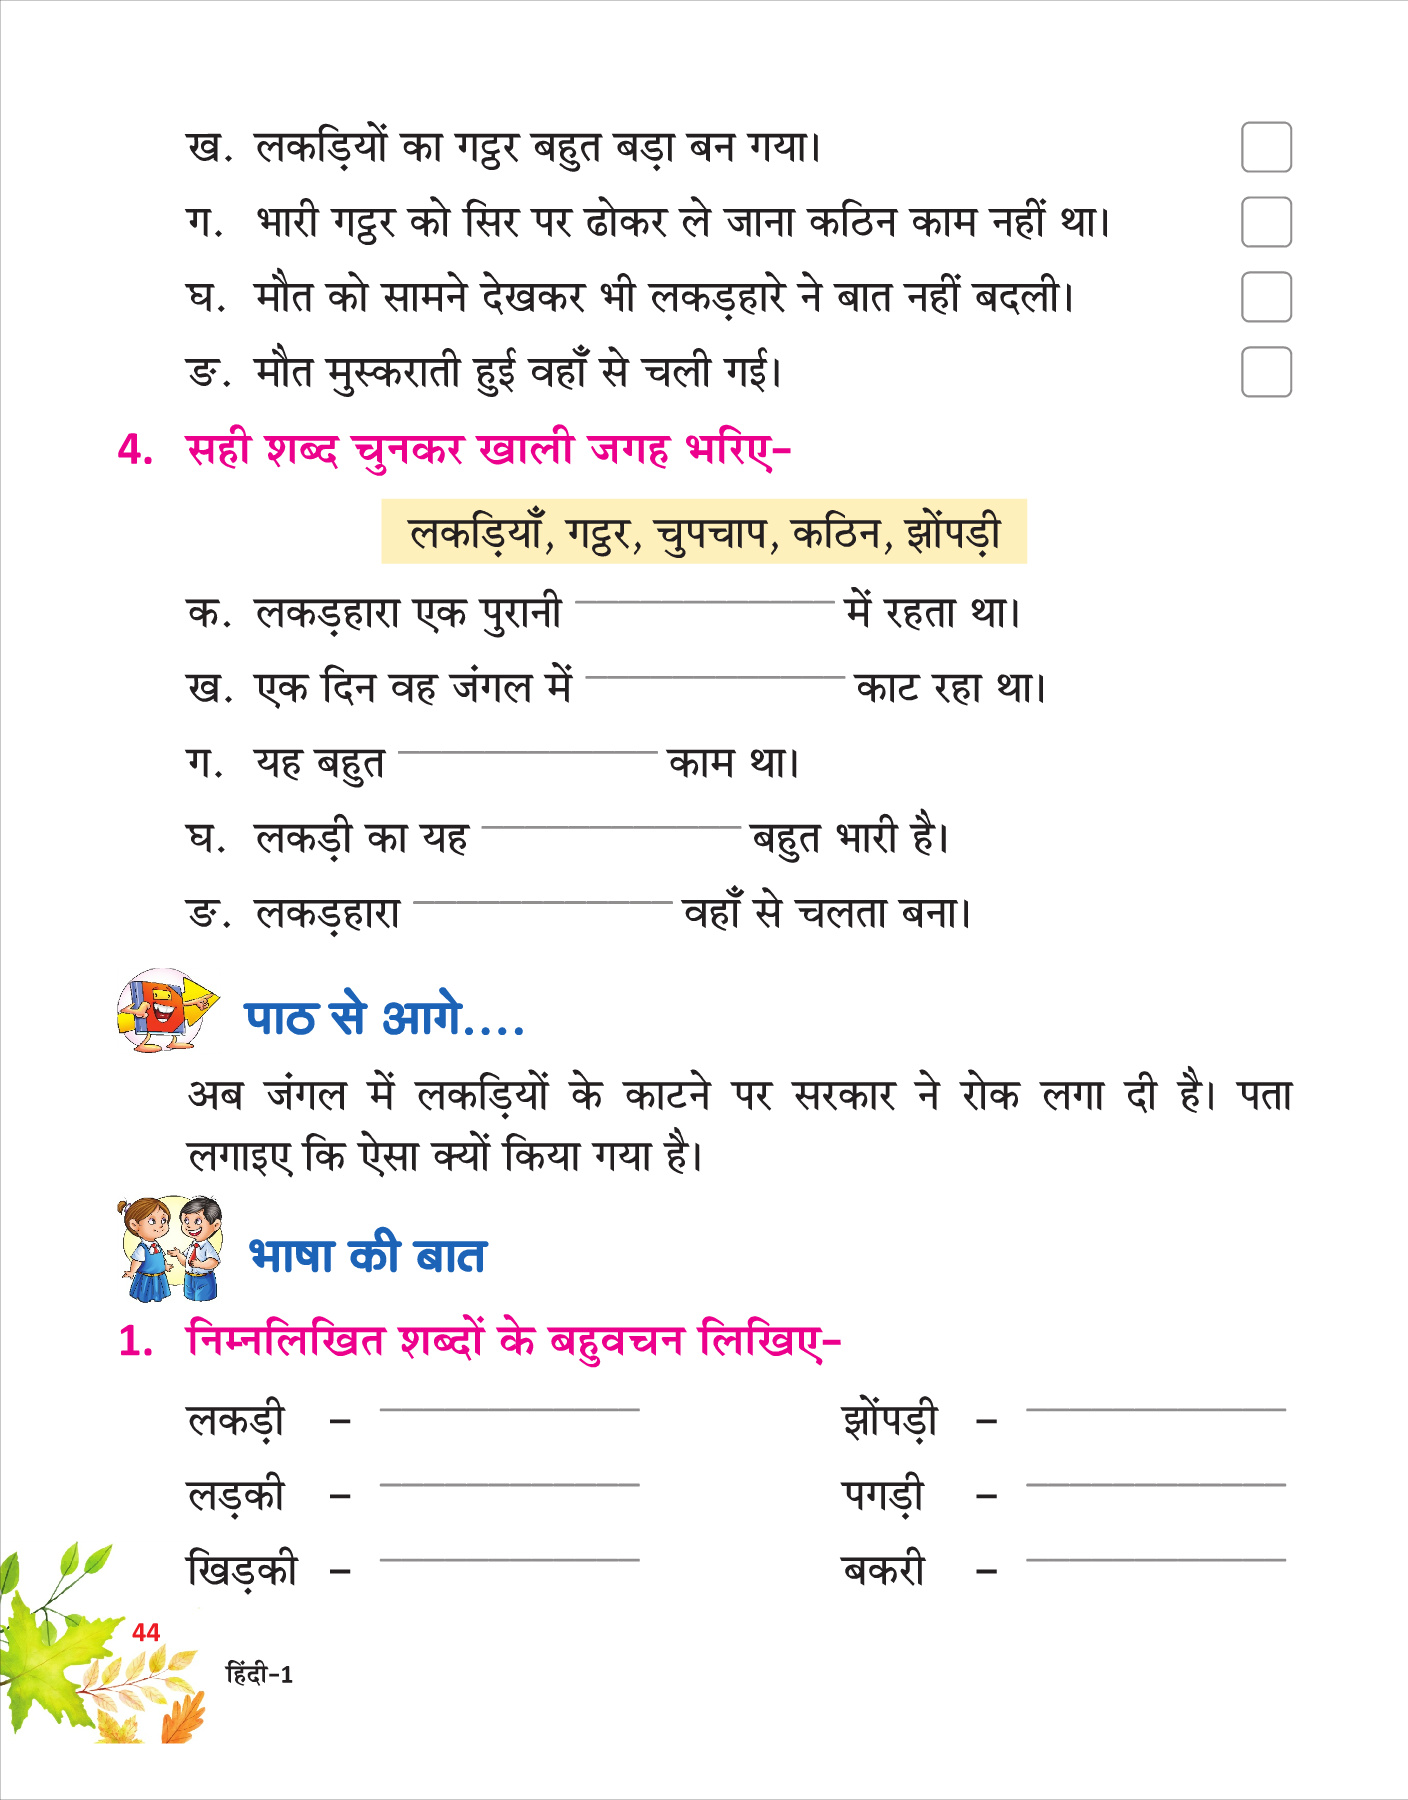 ख. लकड़ियों का गट्ठर बहुत बड़ा बन गया।
ग. भारी गट्ठर को सिर पर ढोकर ले जाना कठिन काम नहीं था।
घ. मौत को सामने देखकर भी लकड़हारे ने बात नहीं बदली।
ङ. मौत मुस्कराती हुई वहाँ से चली गई।
4. सही शब्द चुनकर खाली जगह भरिए–
लकड़ियाँ, गट्ठर, चुपचाप, कठिन, झोंपड़ी
क. लकड़हारा एक पुरानी ____________ में रहता था।
ख. एक दिन वह जंगल में ____________ काट रहा था।
ग. यह बहुत ____________ काम था।
घ. लकड़ी का यह ____________ बहुत भारी है।
ङ. लकड़हारा ____________ वहाँ से चलता बना।
पाठ से आगे....
अब जंगल में लकड़ियों के काटने पर सरकार ने रोक लगा दी है। पता
लगाइए कि ऐसा क्यों किया गया है।
भाषा की बात
1. निम्नलिखित शब्दों के बहुवचन लिखिए–
लकड़ी – ____________ झोंपड़ी – ____________
लड़की – ____________ पगड़ी – ____________
खिड़की – ____________ बकरी – ____________
44
हिंदी-1